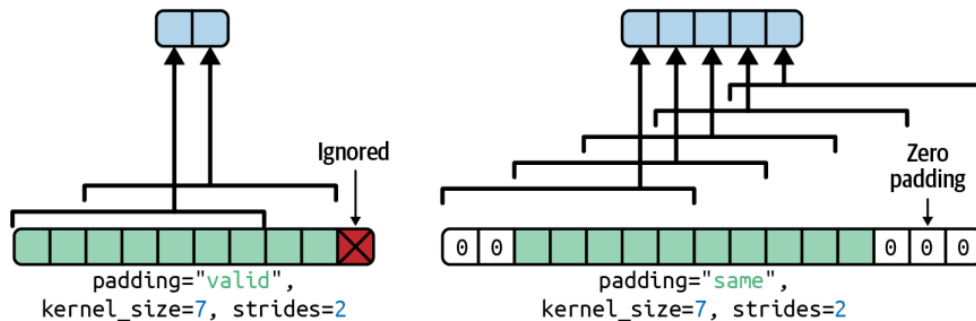 Ignored
Zero
padding
0 0 0 0 0
padding="valid",
kernel_size=7, strides=2
padding="same",
kernel_size=7, strides=2